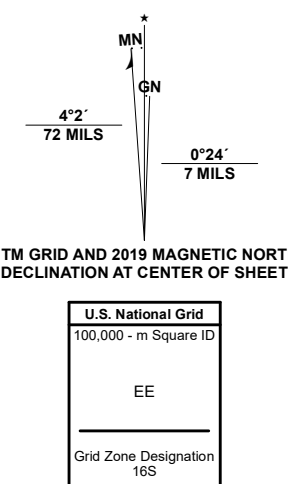 MN
GN
4°2´
72 MILS
0°24´
7 MILS
TM GRID AND 2019 MAGNETIC NORT
DECLINATION AT CENTER OF SHEET
U.S. National Grid
100,000 - m Square ID
EE
Grid Zone Designation
16S